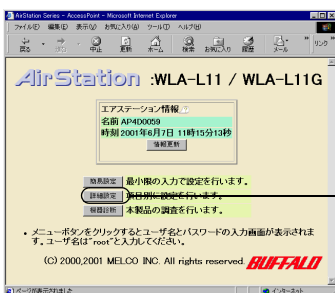 AirStation Series - AccessPoint - Microsoft Internet Explorer
ファイル(F) 編集(E) 表示(V) お気に入り(A) ツール(T) ヘルプ(H)
戻る 中止 更新 ホーム 検索 お気に入り 履歴 メール リンク
AirStation :WLA-L11 / WLA-L11G
エアステーション情報
名前 AP4D0059
時刻 2001年6月7日 11時15分13秒
情報更新
簡易設定 最小限の入力で設定を行います。
詳細設定 項目別に設定を行います。
機器診断 本製品の調査を行います。
• メニューボタンをクリックするとユーザ名とパスワードの入力画面が表示されま
す。ユーザ名は"root"と入力してください。
(C) 2000,2001 MELCO INC. All rights reserved. BUFFALO
ページが表示されました インターネット